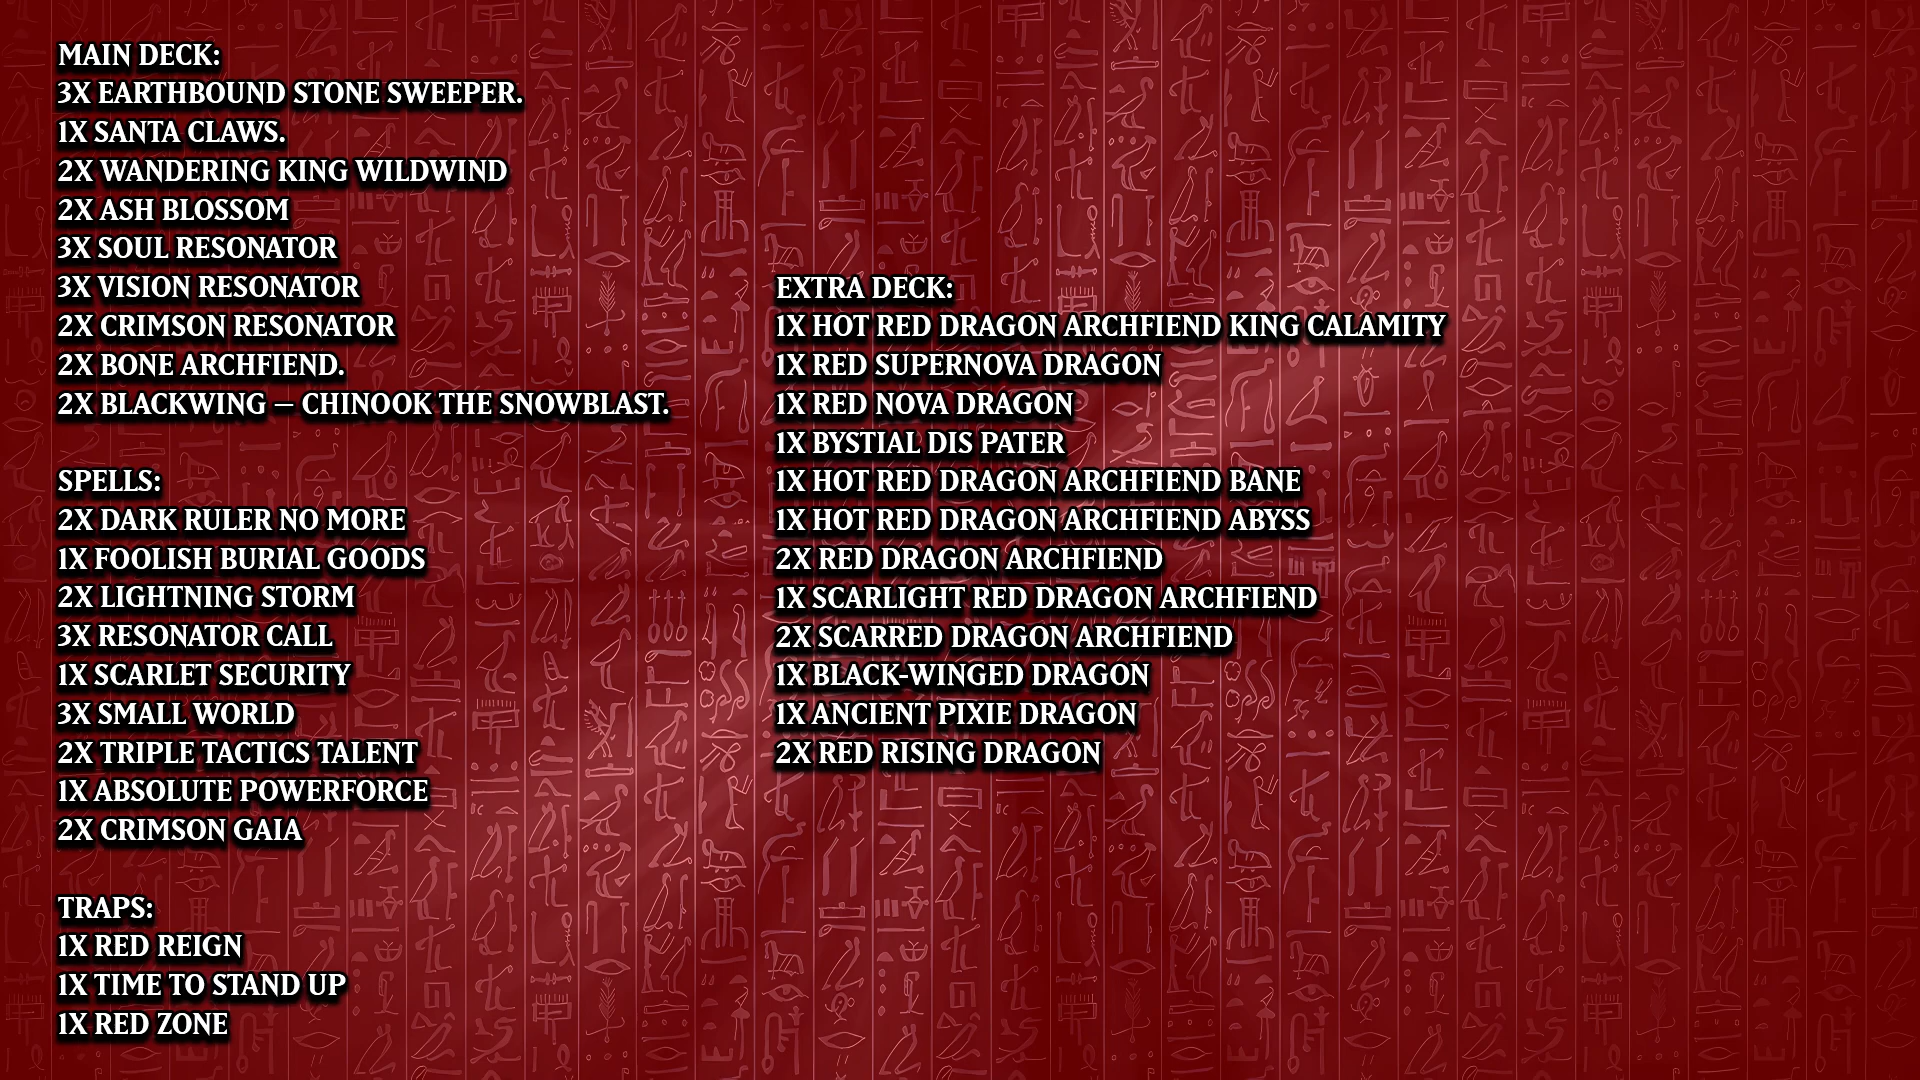 MAIN DECK:
3X EARTHBOUND STONE SWEEPER.
1X SANTA CLAWS.
2X WANDERING KING WILDWIND
2X ASH BLOSSOM
3X SOUL RESONATOR
3X VISION RESONATOR
2X CRIMSON RESONATOR
2X BONE ARCHFIEND.
2X BLACKWING – CHINOOK THE SNOWBLAST.

SPELLS:
2X DARK RULER NO MORE
1X FOOLISH BURIAL GOODS
2X LIGHTNING STORM
3X RESONATOR CALL
1X SCARLET SECURITY
3X SMALL WORLD
2X TRIPLE TACTICS TALENT
1X ABSOLUTE POWERFORCE
2X CRIMSON GAIA

TRAPS:
1X RED REIGN
1X TIME TO STAND UP
1X RED ZONE

EXTRA DECK:
1X HOT RED DRAGON ARCHFIEND KING CALAMITY
1X RED SUPERNOVA DRAGON
1X RED NOVA DRAGON
1X BYSTIAL DIS PATER
1X HOT RED DRAGON ARCHFIEND BANE
1X HOT RED DRAGON ARCHFIEND ABYSS
2X RED DRAGON ARCHFIEND
1X SCARLIGHT RED DRAGON ARCHFIEND
2X SCARRED DRAGON ARCHFIEND
1X BLACK-WINGED DRAGON
1X ANCIENT PIXIE DRAGON
2X RED RISING DRAGON